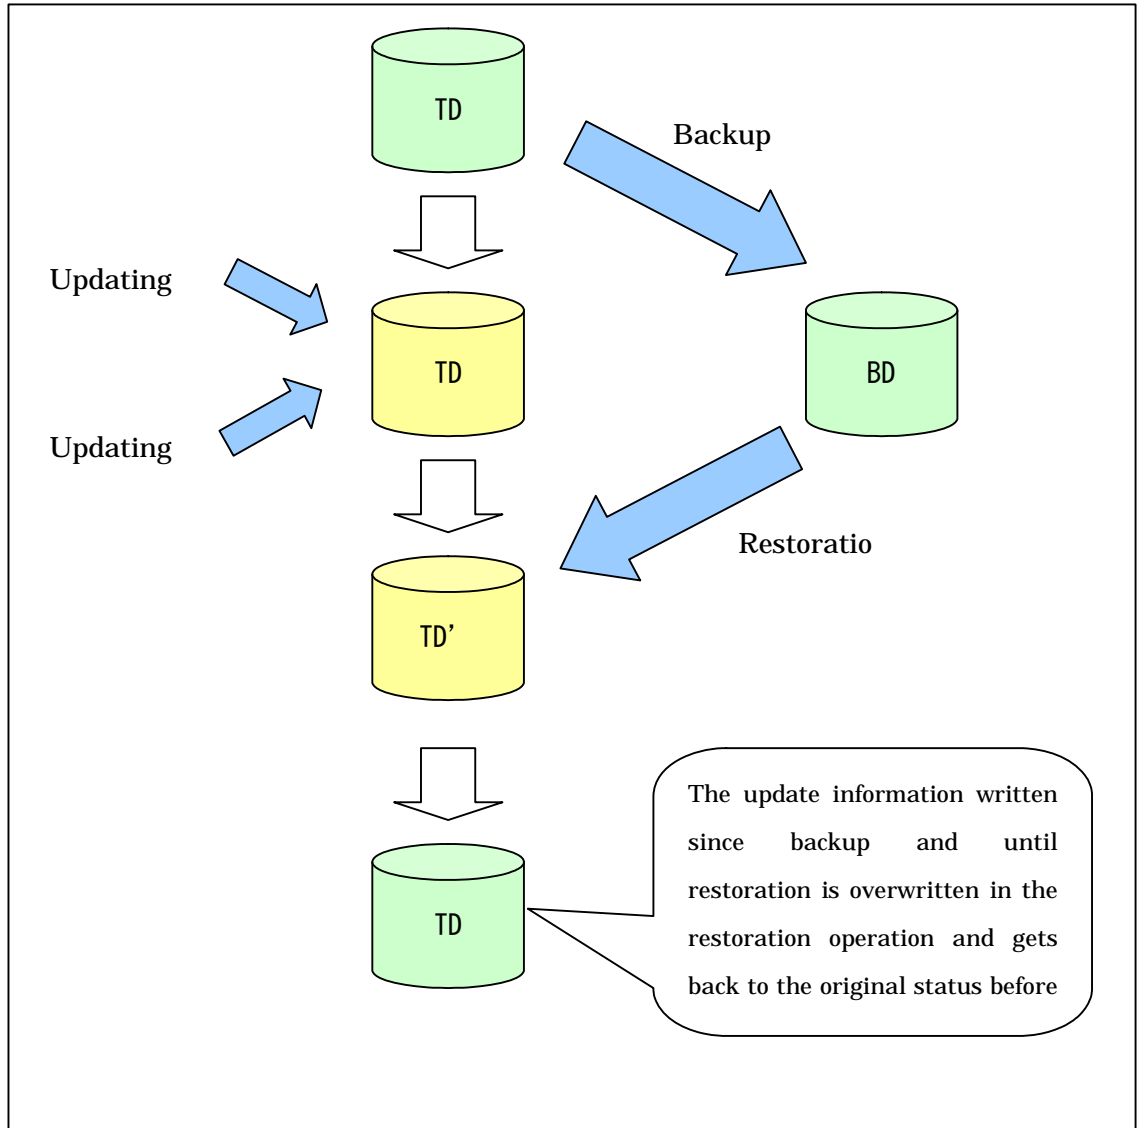 TD
Backup
Updating
TD
BD
Updating
Restoratio
TD'
The update information written
since backup and until
restoration is overwritten in the
restoration operation and gets
back to the original status before
TD